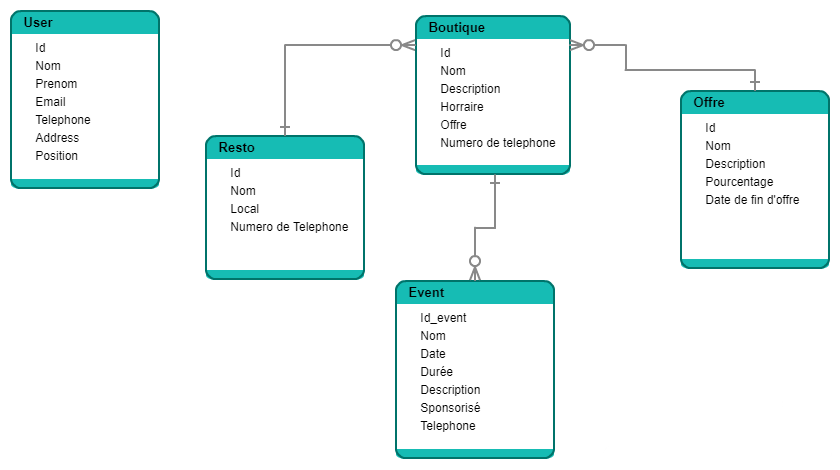 User
Id
Nom
Prenom
Email
Telephone
Address
Position
Resto
Id
Nom
Local
Numero de Telephone
Boutique
Id
Nom
Description
Horraire
Offre
Numero de telephone
Event
Id_event
Nom
Date
Durée
Description
Sponsorisé
Telephone
Offre
Id
Nom
Description
Pourcentage
Date de fin d'offre